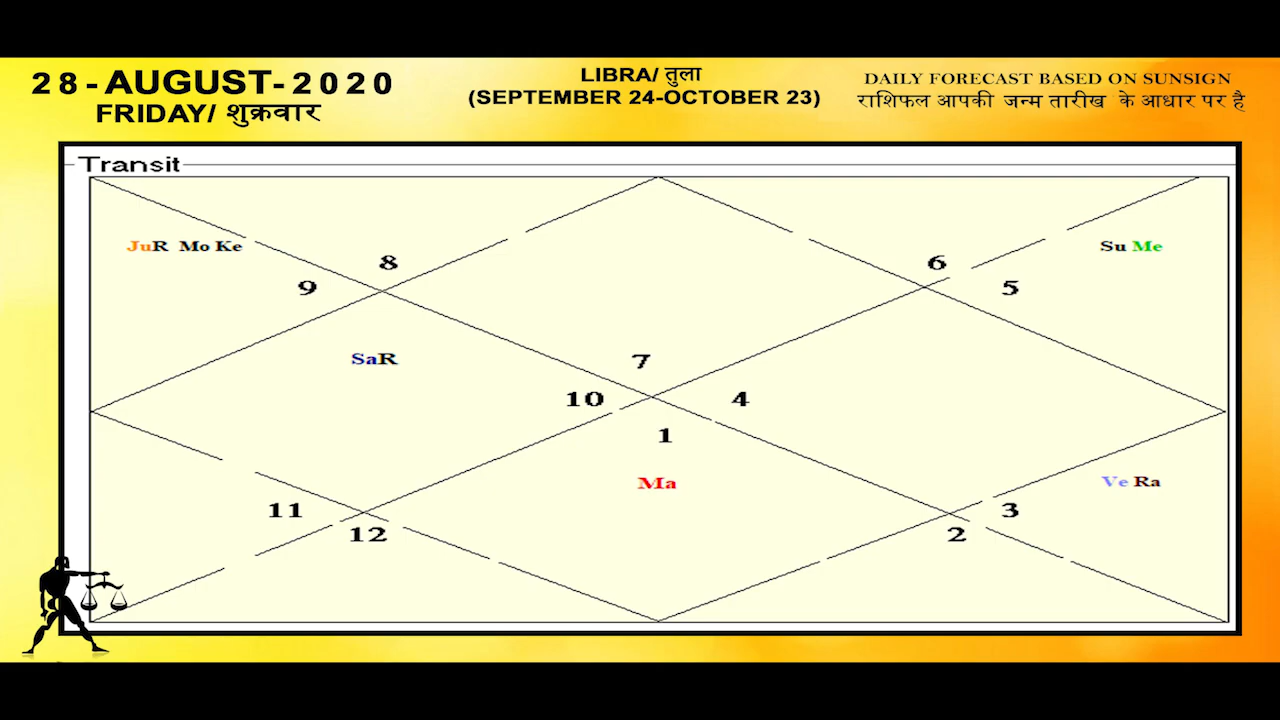 28-AUGUST-2020
FRIDAY/ शुक्रवार
LIBRA/ तुला
(SEPTEMBER 24-OCTOBER 23)
DAILY FORECAST BASED ON SUNSIGN
राशिफल आपकी जन्म तारीख के आधार पर है
Transit
JuR Mo Ke
8
9
6
5
Su Me
SaR
7
10
4
1
Ma
Ve Ra
11
12
3
2